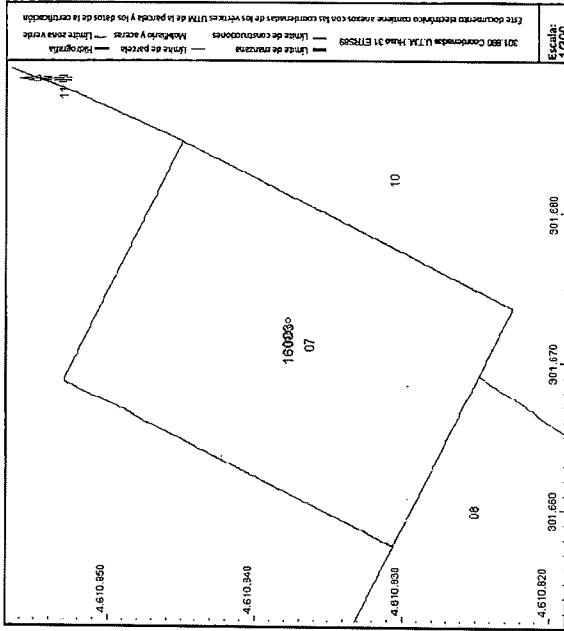 Este documento electrónico contiene anexos con las coordenadas de los vértices UTM de la parcela y los datos de la certificación
301.690 Coordenadas U.T.M. Huso 31 ETRS89
Límite de manzana
Límite de construcciones
Límite de parcela
Mobiliario y aceras
Hidrografía
Límite zona verde
Escala:
1/300
11
10
07
08
4.610.850
4.610.840
4.610.830
4.610.820
301.660
301.670
301.680